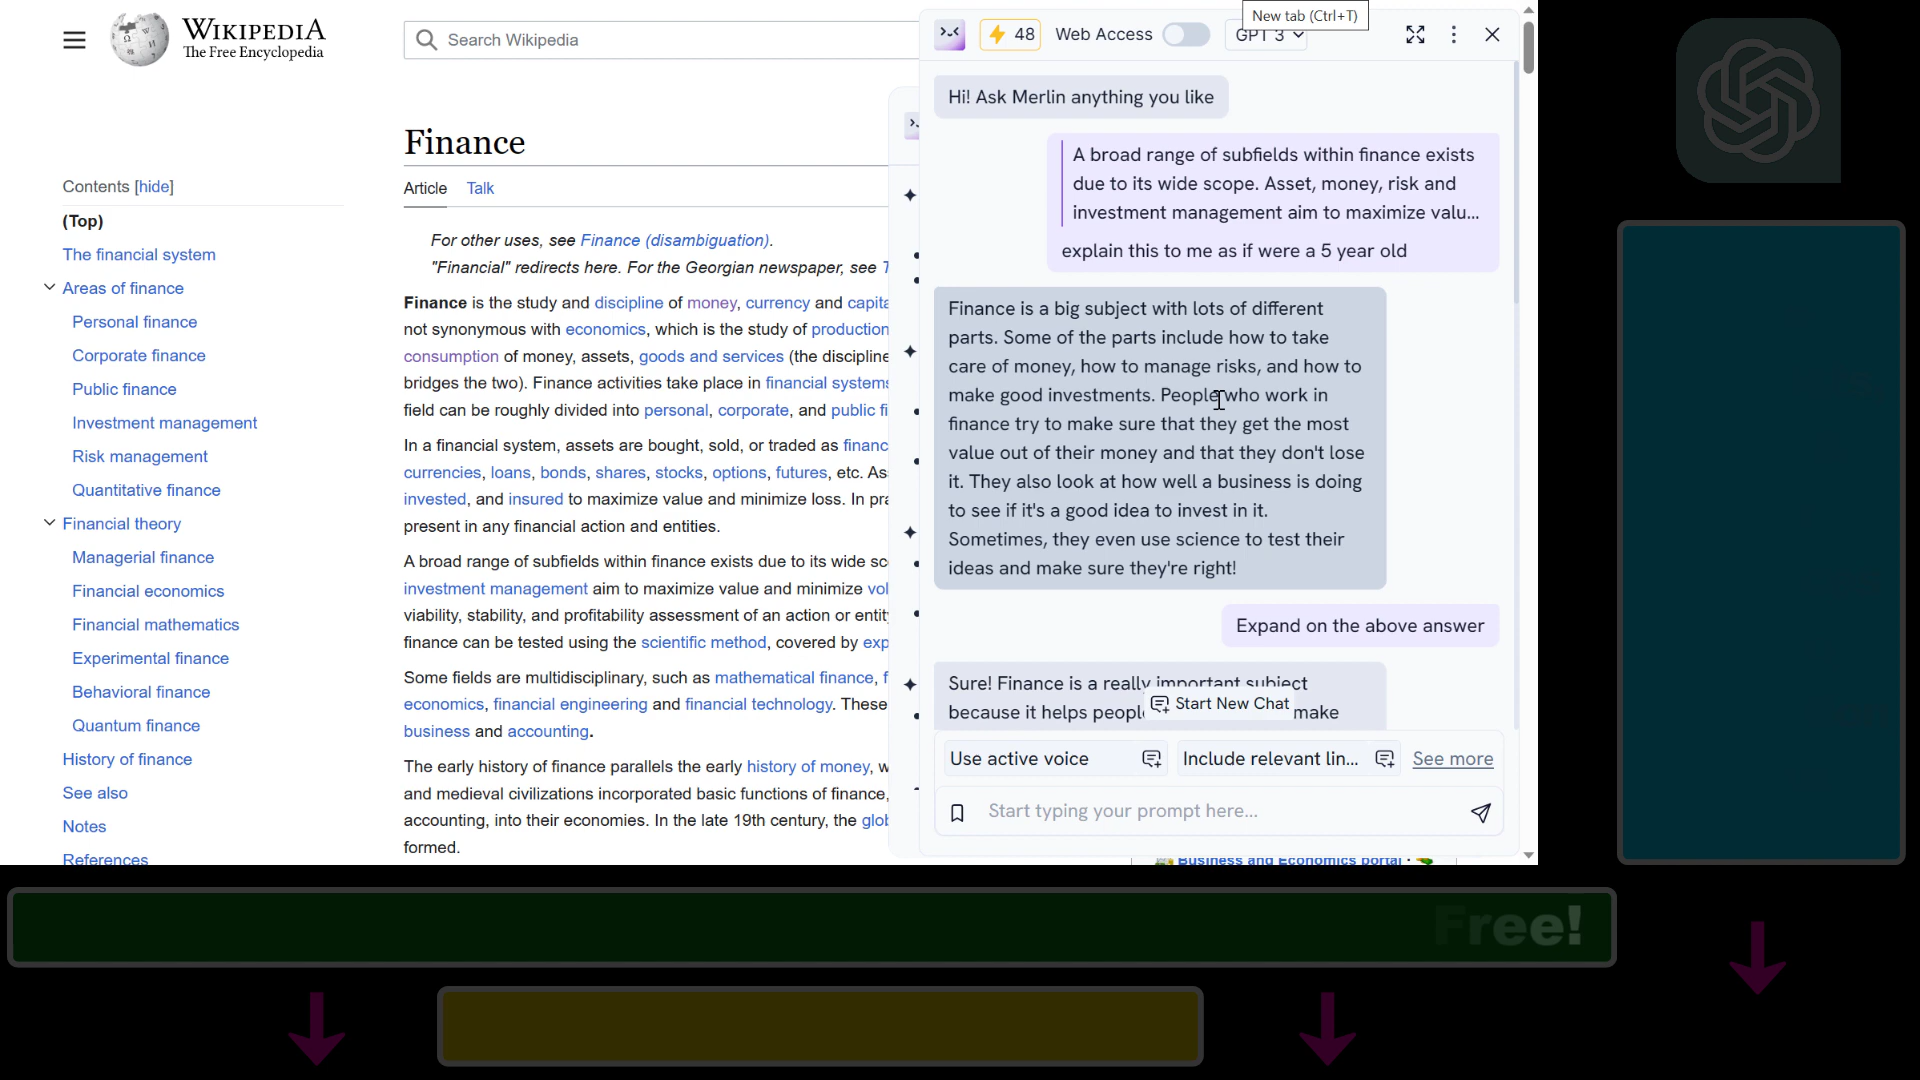 WIKIPEDIA
The Free Encyclopedia
Search Wikipedia
Contents [hide]
(Top)
The financial system
Areas of finance
Personal finance
Corporate finance
Public finance
Investment management
Risk management
Quantitative finance
Financial theory
Managerial finance
Financial economics
Financial mathematics
Experimental finance
Behavioral finance
Quantum finance
History of finance
See also
Notes
References
Finance
Article Talk
For other uses, see Finance (disambiguation).
"Financial" redirects here. For the Georgian newspaper, see
Finance is the study and discipline of money, currency and capita
not synonymous with economics, which is the study of production
consumption of money, assets, goods and services (the discipline
bridges the two). Finance activities take place in financial systems
field can be roughly divided into personal, corporate, and public fi
In a financial system, assets are bought, sold, or traded as financ
currencies, loans, bonds, shares, stocks, options, futures, etc. As
invested, and insured to maximize value and minimize loss. In pra
present in any financial action and entities.
A broad range of subfields within finance exists due to its wide sc
investment management aim to maximize value and minimize vol
viability, stability, and profitability assessment of an action or entit
finance can be tested using the scientific method, covered by exp
Some fields are multidisciplinary, such as mathematical finance, f
economics, financial engineering and financial technology. These
business and accounting.
The early history of finance parallels the early history of money, w
and medieval civilizations incorporated basic functions of finance,
accounting, into their economies. In the late 19th century, the glob
formed.
New tab (Ctrl+T)
48 Web Access GPT 3
Hi! Ask Merlin anything you like
A broad range of subfields within finance exists
due to its wide scope. Asset, money, risk and
investment management aim to maximize valu...
explain this to me as if were a 5 year old
Finance is a big subject with lots of different
parts. Some of the parts include how to take
care of money, how to manage risks, and how to
make good investments. People who work in
finance try to make sure that they get the most
value out of their money and that they don't lose
it. They also look at how well a business is doing
to see if it's a good idea to invest in it.
Sometimes, they even use science to test their
ideas and make sure they're right!
Expand on the above answer
Sure! Finance is a really important subject
because it helps peopl make
Start New Chat
Use active voice Include relevant lin... See more
Start typing your prompt here...
Business and Economics portal ·
Free!